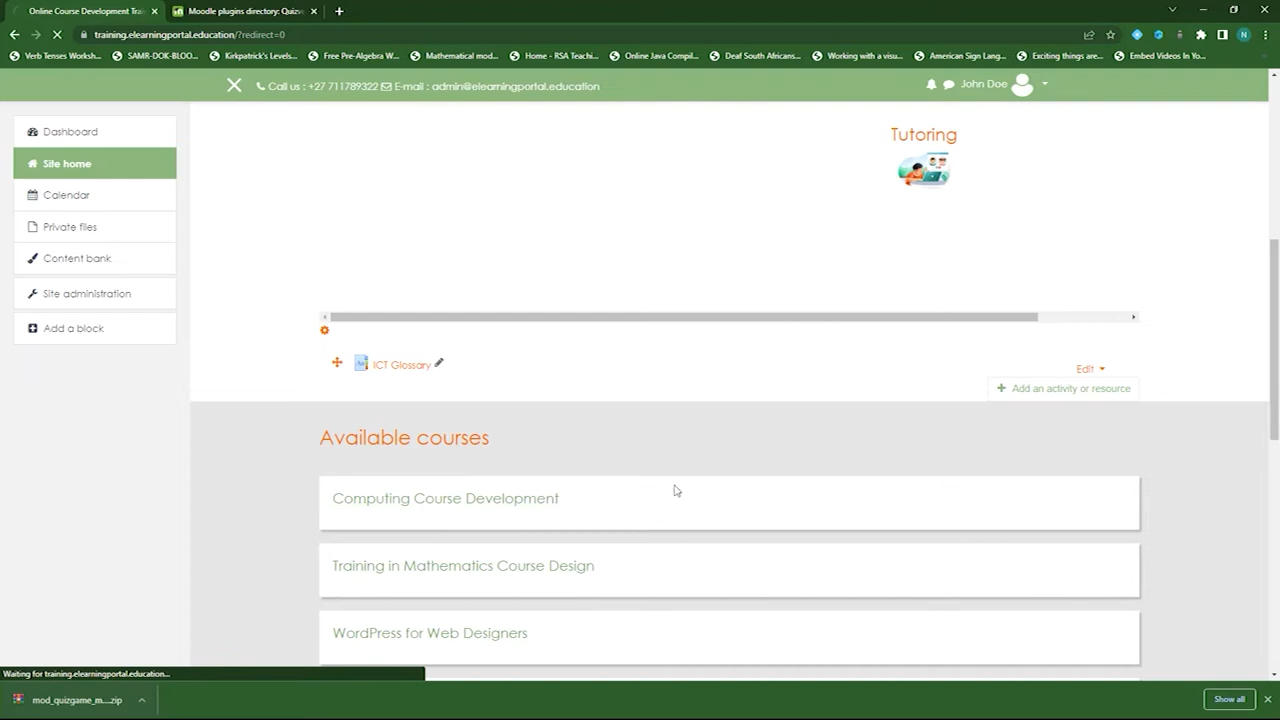 Online Course Development Trai
Moodle plugins directory: Quizv
training.elearningportal.education/?redirect=0
N
Verb Tenses Worksh...
SAMR-DOK-BLOO...
Kirkpatrick's Levels...
Free Pre-Algebra W...
Mathematical mod...
Home - RSA Teachi...
Online Java Compil...
Deaf South African...
Working with a visu...
American Sign Lang...
Exciting things are...
Embed Videos In Yo...
Call us : +27 711789322 E-mail : admin@elearningportal.education
John Doe
Dashboard
Site home
Calendar
Private files
Content bank
Site administration
Add a block
Tutoring
ICT Glossary
Edit
Add an activity or resource
Available courses
Computing Course Development
Training in Mathematics Course Design
WordPress for Web Designers
Waiting for training.elearningportal.education...
mod_quizgame_m....zip
Show all